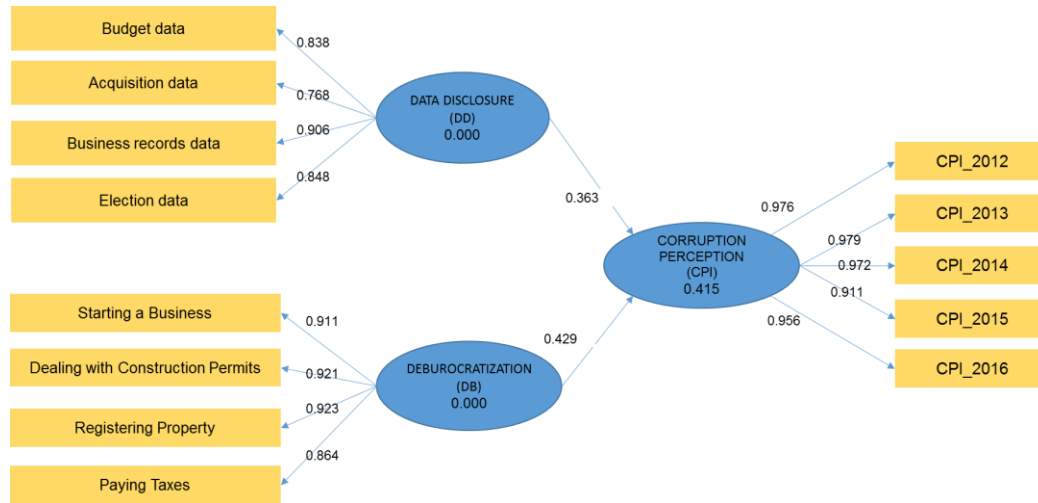 Budget data
0.838
Acquisition data
0.768
Business records data
0.906
Election data
0.848
DATA DISCLOSURE
(DD)
0.000
0.363
Starting a Business
0.911
Dealing with Construction Permits
0.921
Registering Property
0.923
Paying Taxes
0.864
DEBUROCRATIZATION
(DB)
0.000
0.429
CORRUPTION
PERCEPTION
(CPI)
0.415
0.976
CPI_2012
0.979
CPI_2013
0.972
CPI_2014
0.911
CPI_2015
0.956
CPI_2016